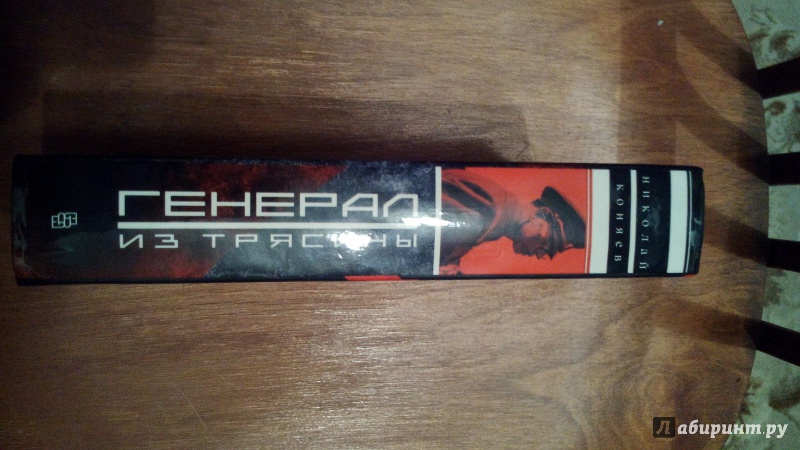 ГЕНЕРАЛ
ИЗ ТРЯСИНЫ
николай
коняев
Лабиринт.ру